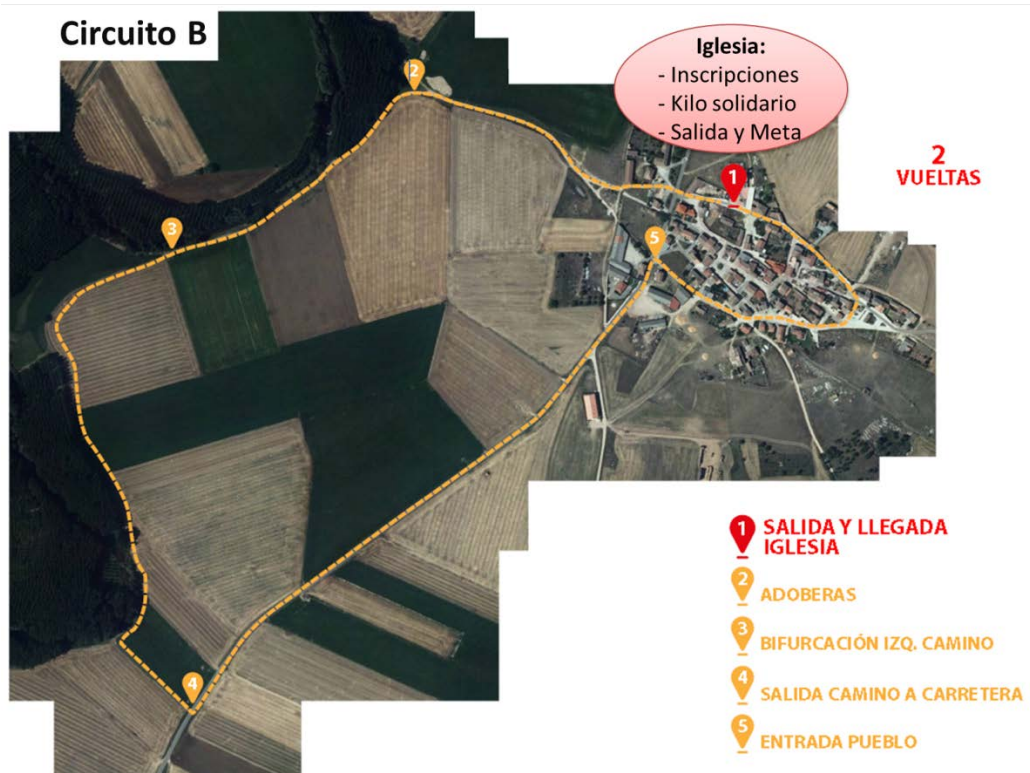 Circuito B
Iglesia:
- Inscripciones
- Kilo solidario
- Salida y Meta
2
VUELTAS
2
1
3
5
4
1 SALIDA Y LLEGADA
IGLESIA
2 ADOBERAS
3 BIFURCACIÓN IZQ. CAMINO
4 SALIDA CAMINO A CARRETERA
5 ENTRADA PUEBLO